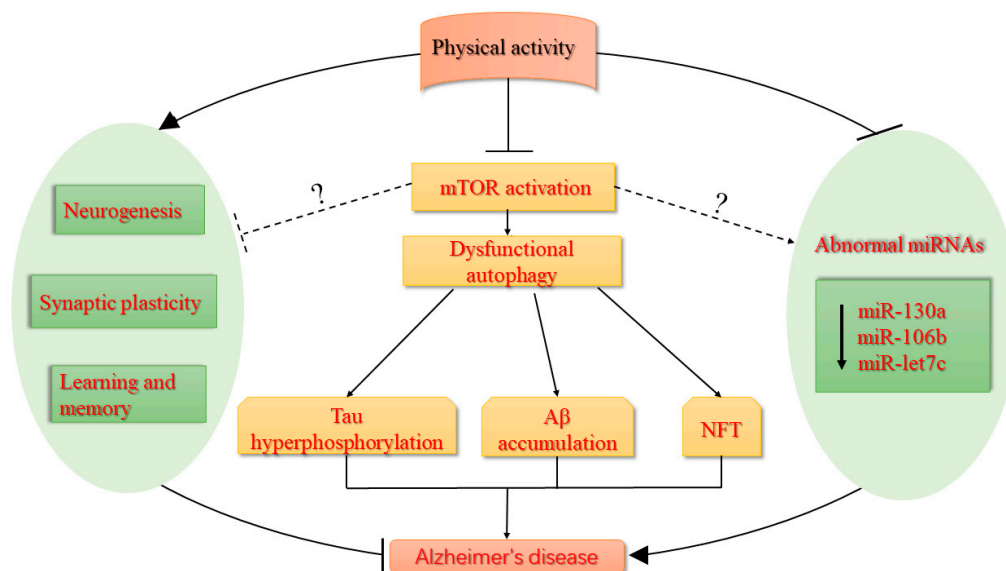 Physical activity
?
mTOR activation
?
Neurogenesis
Dysfunctional
autophagy
Abnormal miRNAs
Synaptic plasticity
miR-130a
miR-106b
miR-let7c
Learning and
memory
Tau
hyperphosphorylation
Aβ
accumulation
NFT
Alzheimer's disease